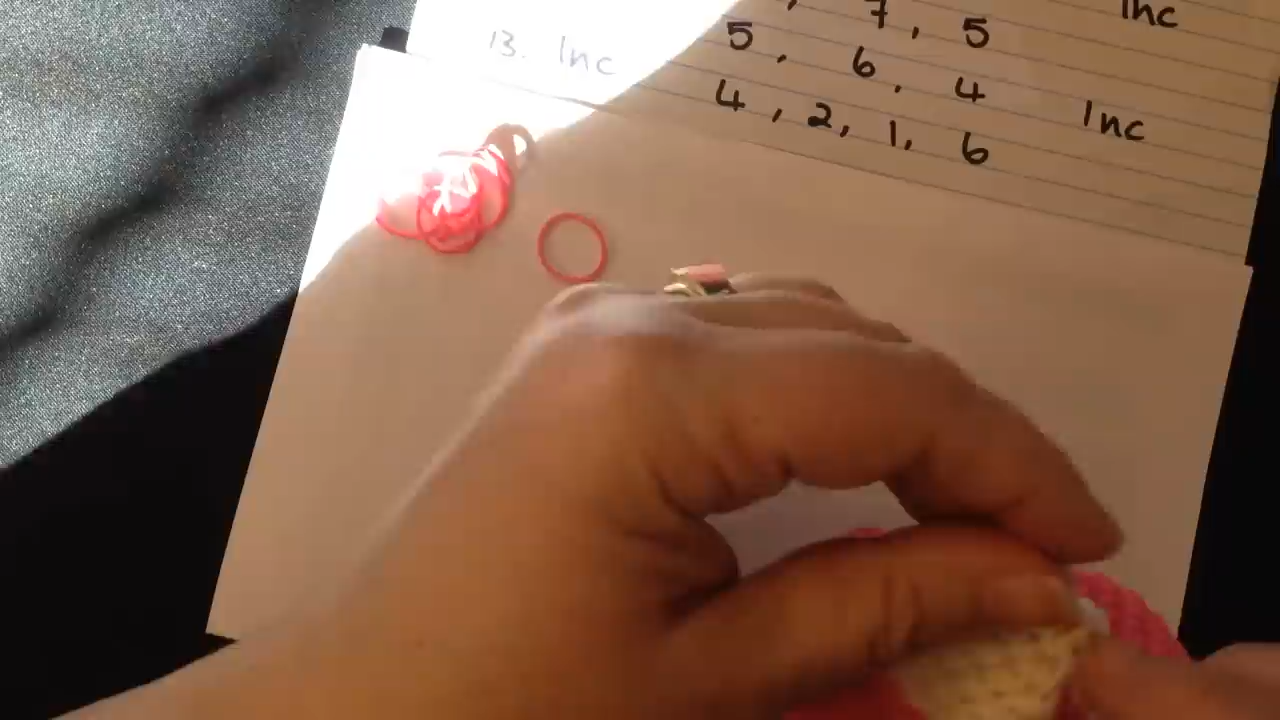 13. Inc
, 7, 5 Inc
5, 6, 4
4, 2, 1, 6 Inc